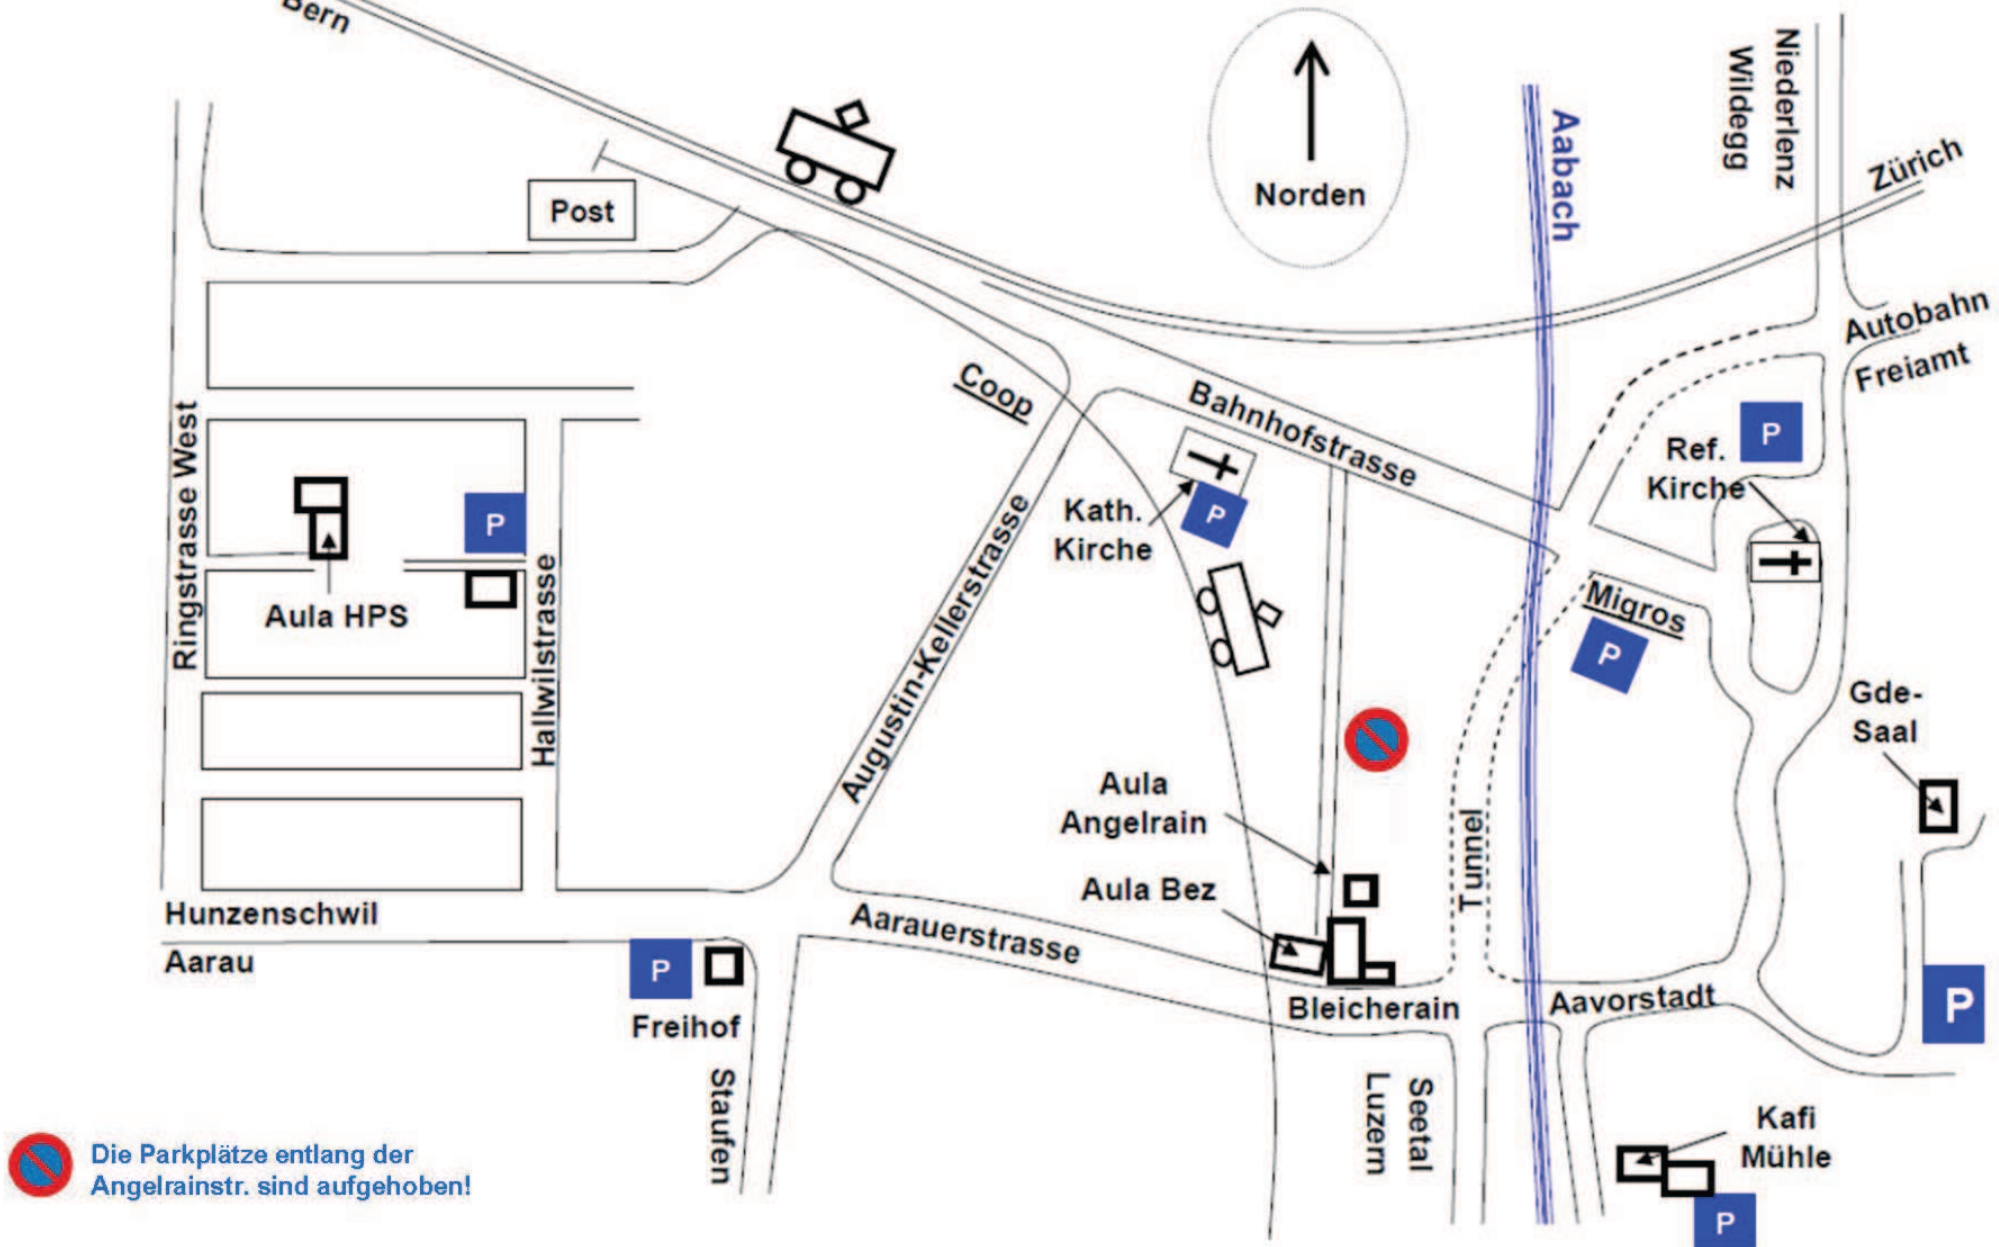 Bern
Norden
Aabach
Niederlenz
Wildegg
Zürich
Post
Autobahn
Freiamt
Coop
Bahnhofstrasse
Ref.
Kirche
P
Ringstrasse West
P
Kath.
Kirche
P
Hallwilstrasse
Aula HPS
Augustin-Kellerstrasse
Migros
P
Gde-
Saal
Aula
Angelrain
Tunnel
Aula Bez
Hunzenschwil
Aarau
Aarauerstrasse
P
Freihof
Bleicherain
Aavorstadt
P
Staufen
Seetal
Luzern
Kafi
Mühle
P
Die Parkplätze entlang der
Angelrainstr. sind aufgehoben!